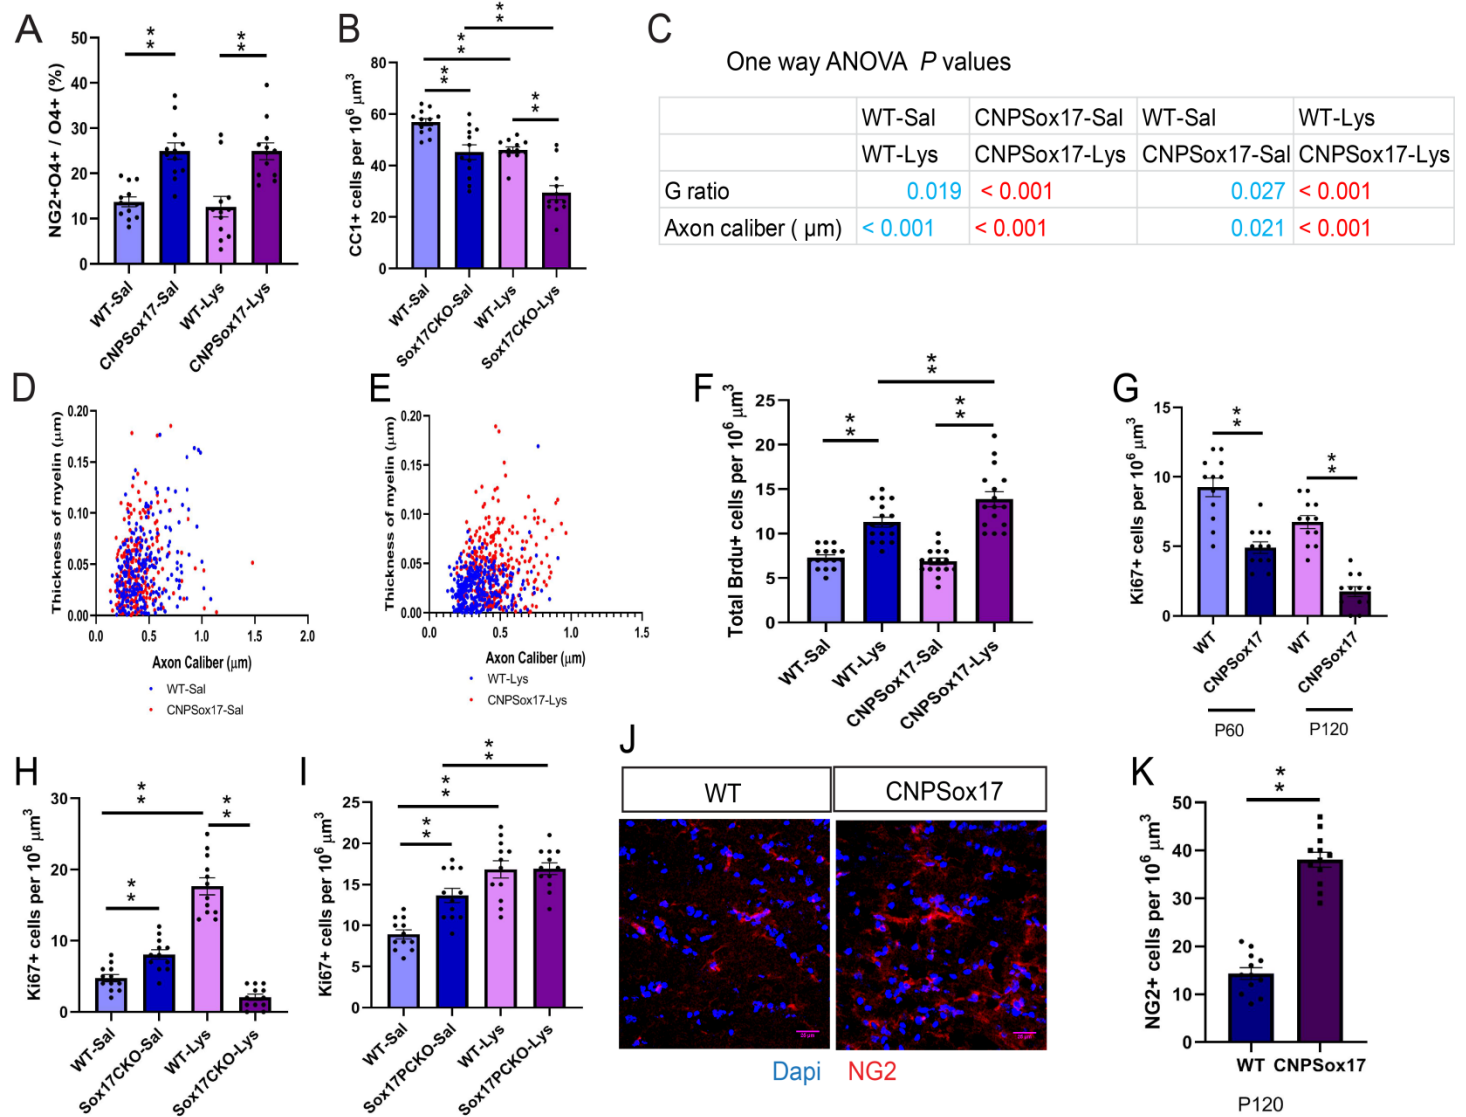 A
NG2+O4+ / O4+ (%)
50
40
30
20
10
0
**
**
WT-Sal
CNPSox17-Sal
WT-Lys
CNPSox17-Lys
B
CC1+ cells per 10⁶ µm³
80
60
40
20
0
**
**
**
**
WT-Sal
Sox17CKO-Sal
WT-Lys
Sox17CKO-Lys
C
One way ANOVA P values
WT-Sal CNPSox17-Sal WT-Sal WT-Lys
WT-Lys CNPSox17-Lys CNPSox17-Sal CNPSox17-Lys
G ratio 0.019 < 0.001 0.027 < 0.001
Axon caliber ( µm) < 0.001 < 0.001 0.021 < 0.001
D
Thickness of myelin (µm)
0.20
0.15
0.10
0.05
0.00
0.0 0.5 1.0 1.5 2.0
Axon Caliber (µm)
WT-Sal
CNPSox17-Sal
E
Thickness of myelin (µm)
0.20
0.15
0.10
0.05
0.00
0.0 0.5 1.0 1.5
Axon Caliber (µm)
WT-Lys
CNPSox17-Lys
F
Total Brdu+ cells per 10⁶ µm³
25
20
15
10
5
0
**
**
**
WT-Sal
WT-Lys
CNPSox17-Sal
CNPSox17-Lys
G
Ki67+ cells per 10⁶ µm³
15
10
5
0
**
**
WT
CNPSox17
WT
CNPSox17
P60 P120
H
Ki67+ cells per 10⁶ µm³
30
20
10
0
**
**
**
WT-Sal
Sox17CKO-Sal
WT-Lys
Sox17CKO-Lys
I
Ki67+ cells per 10⁶ µm³
25
20
15
10
5
0
**
**
**
WT-Sal
Sox17PCKO-Sal
WT-Lys
Sox17PCKO-Lys
J
WT CNPSox17
Dapi NG2
K
NG2+ cells per 10⁶ µm³
50
40
30
20
10
0
**
WT CNPSox17
P120